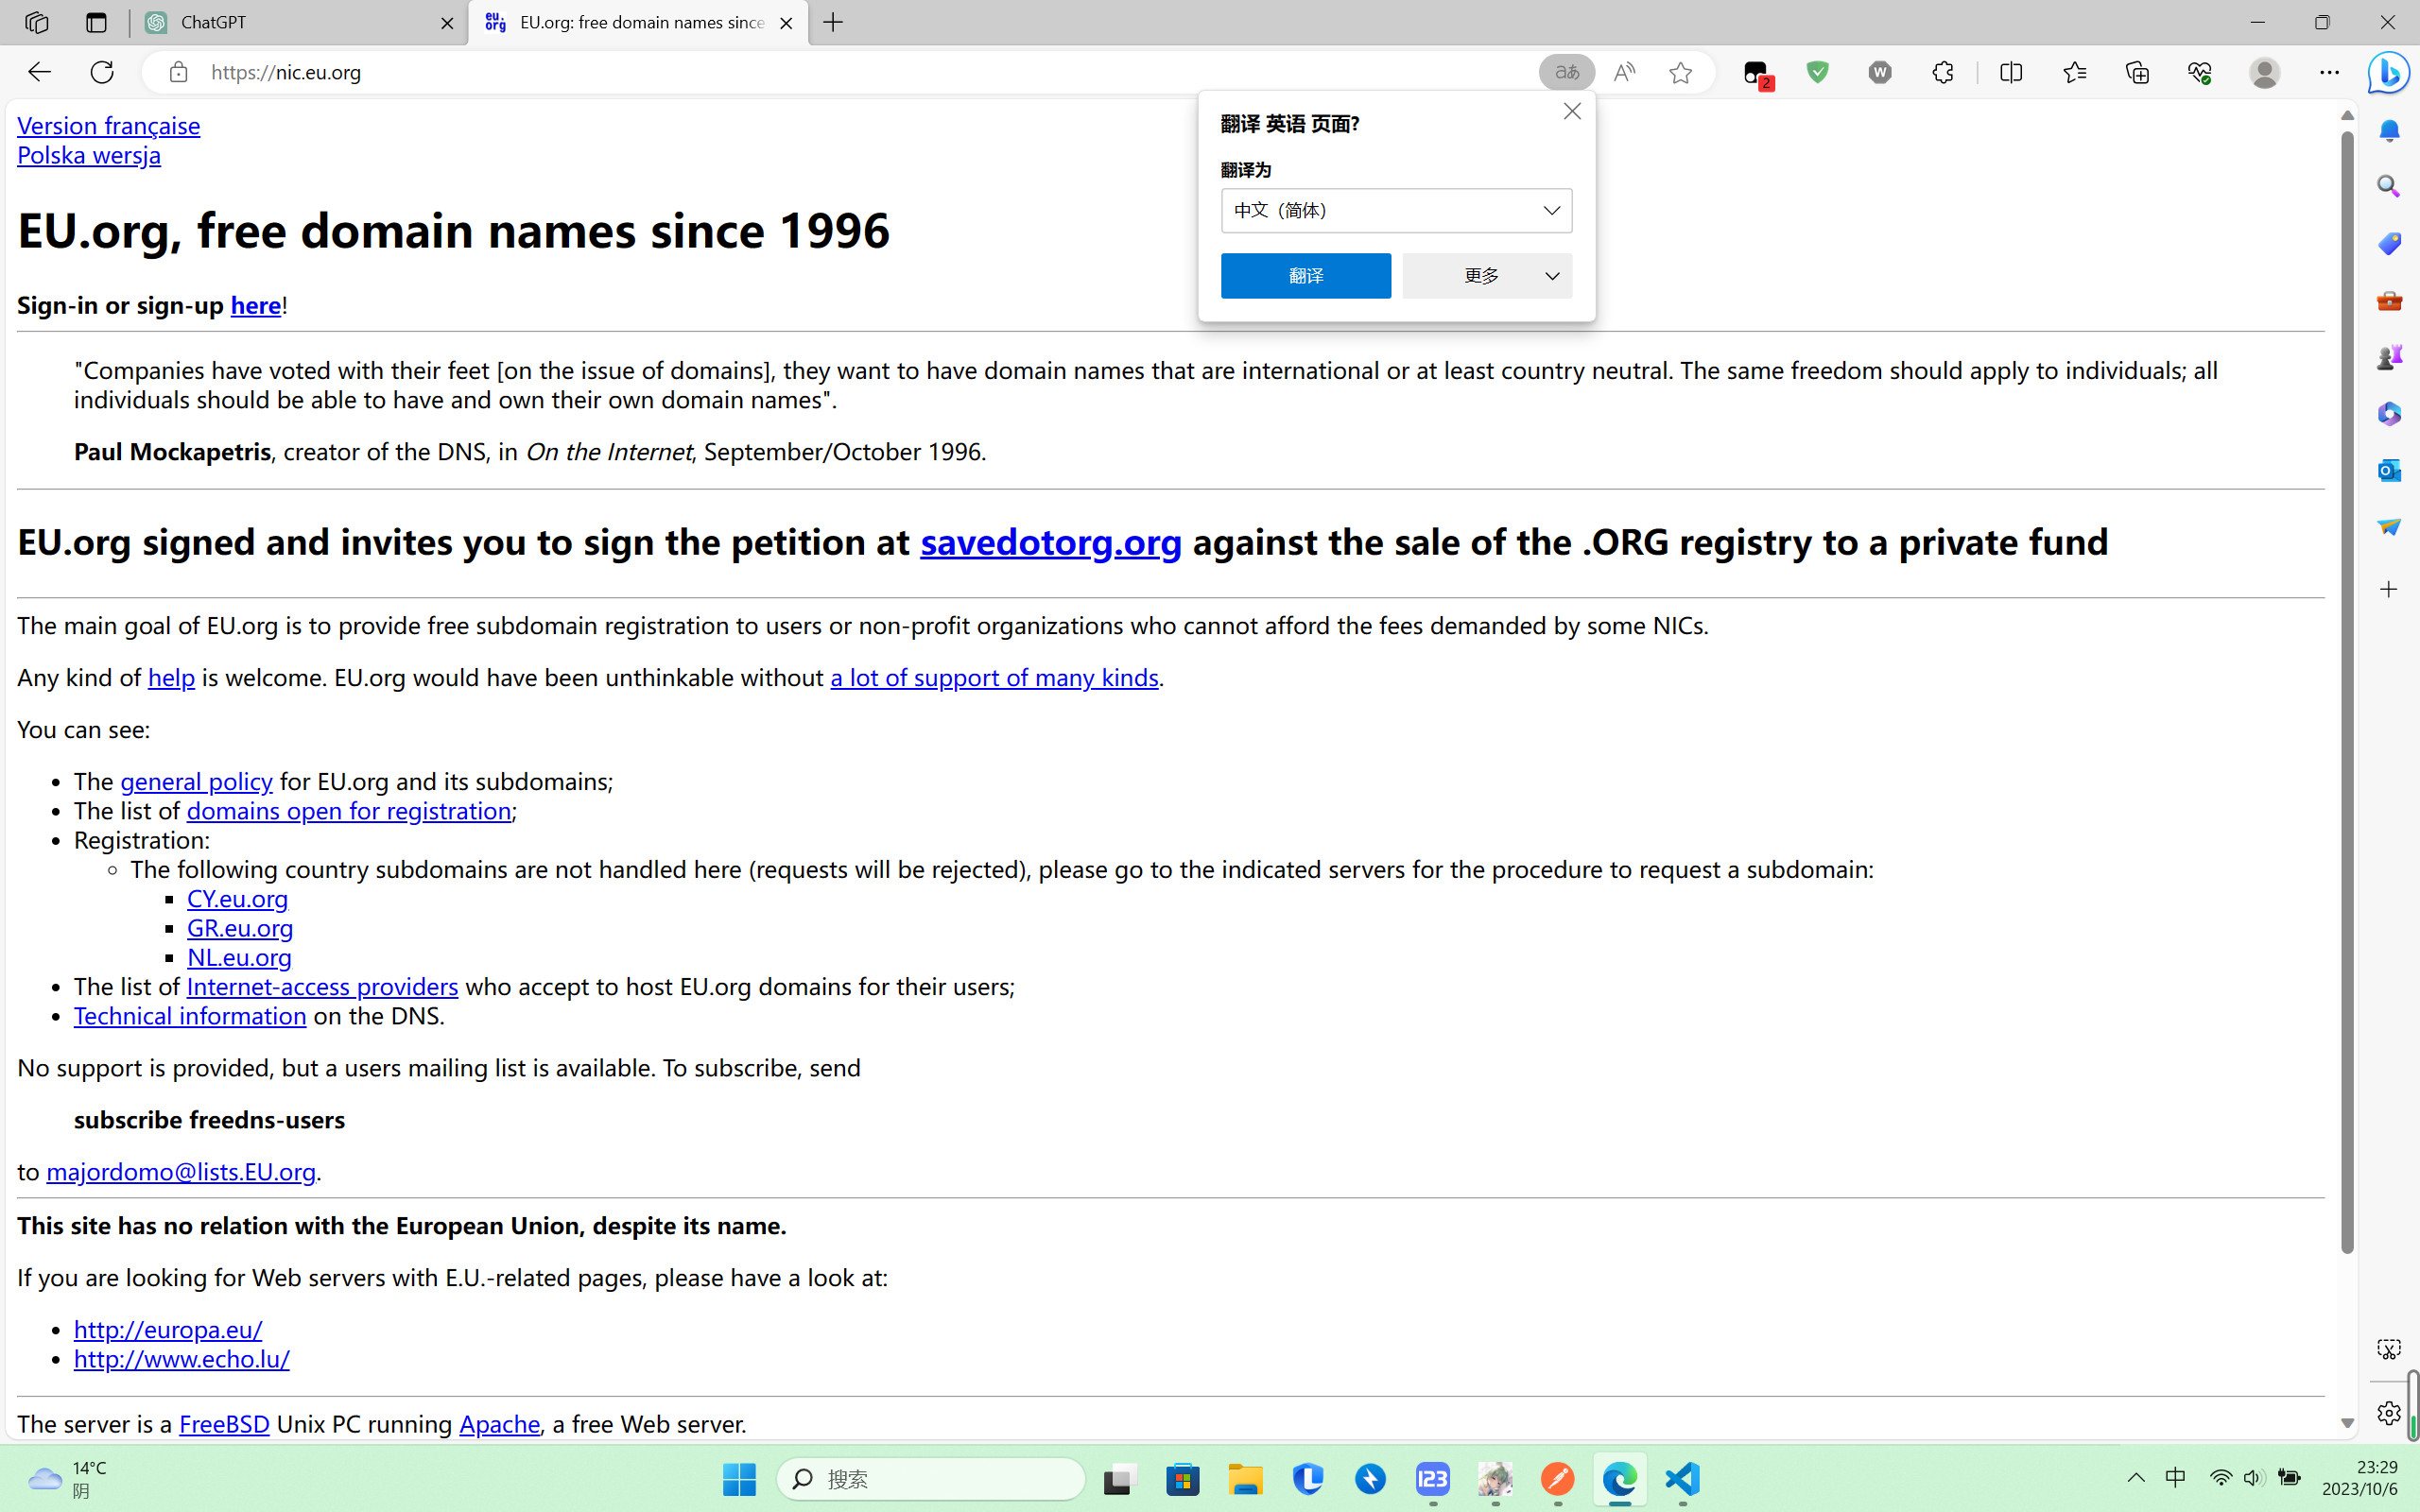 ChatGPT
EU.org: free domain names since
https://nic.eu.org
2
W
翻译 英语 页面?
翻译为
中文（简体）
翻译
更多
Version française
Polska wersja
EU.org, free domain names since 1996
Sign-in or sign-up here!
"Companies have voted with their feet [on the issue of domains], they want to have domain names that are international or at least country neutral. The same freedom should apply to individuals; all
individuals should be able to have and own their own domain names".
Paul Mockapetris, creator of the DNS, in On the Internet, September/October 1996.
EU.org signed and invites you to sign the petition at savedotorg.org against the sale of the .ORG registry to a private fund
The main goal of EU.org is to provide free subdomain registration to users or non-profit organizations who cannot afford the fees demanded by some NICs.
Any kind of help is welcome. EU.org would have been unthinkable without a lot of support of many kinds.
You can see:
The general policy for EU.org and its subdomains;
The list of domains open for registration;
Registration:
The following country subdomains are not handled here (requests will be rejected), please go to the indicated servers for the procedure to request a subdomain:
CY.eu.org
GR.eu.org
NL.eu.org
The list of Internet-access providers who accept to host EU.org domains for their users;
Technical information on the DNS.
No support is provided, but a users mailing list is available. To subscribe, send
subscribe freedns-users
to majordomo@lists.EU.org.
This site has no relation with the European Union, despite its name.
If you are looking for Web servers with E.U.-related pages, please have a look at:
http://europa.eu/
http://www.echo.lu/
The server is a FreeBSD Unix PC running Apache, a free Web server.
14°C
阴
搜索
123
中
23:29
2023/10/6